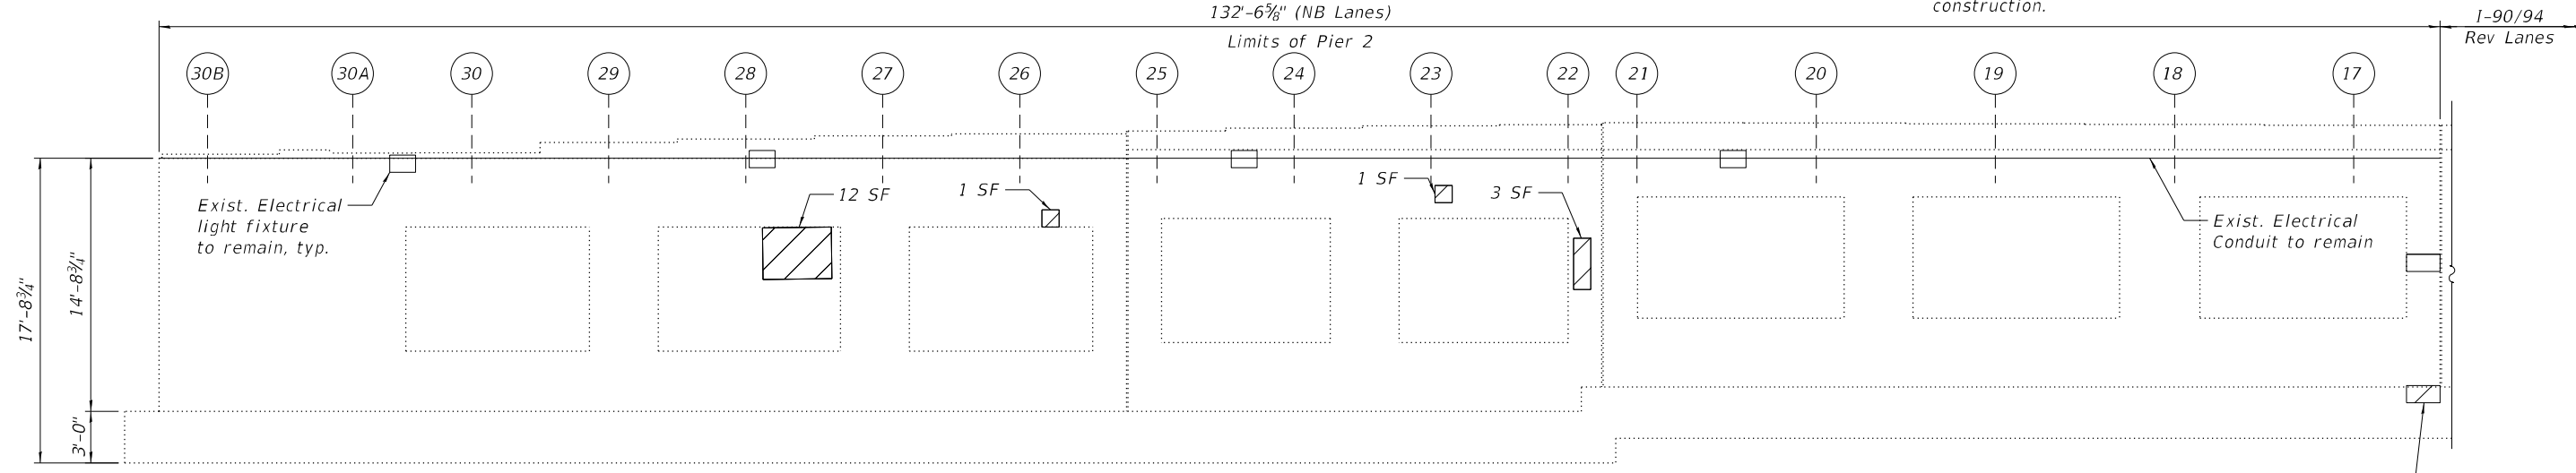 construction.
132'-6⅝" (NB Lanes)
Limits of Pier 2
I-90/94
Rev Lanes
30B 30A 30 29 28 27 26 25 24 23 22 21 20 19 18 17
Exist. Electrical
light fixture
to remain, typ.
12 SF
1 SF
1 SF
3 SF
Exist. Electrical
Conduit to remain
17'-8¾"
14'-8¾"
3'-0"